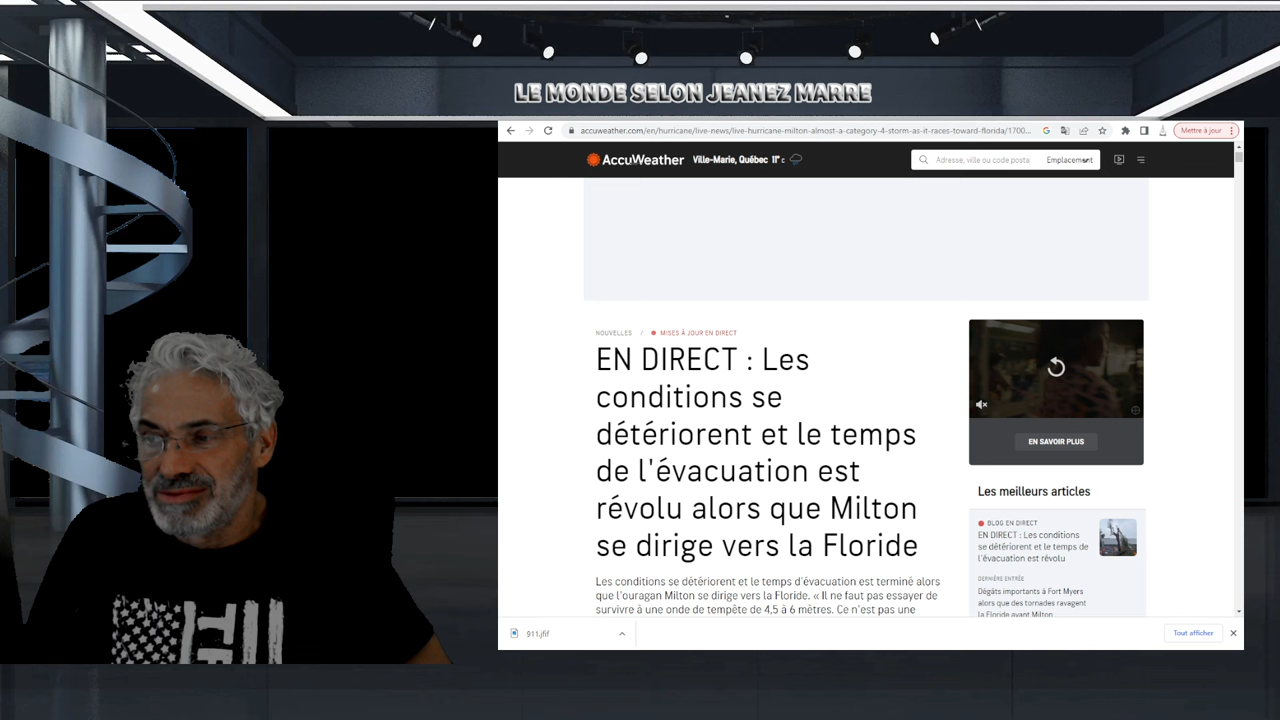 LE MONDE SELON JEANEZ MARRE
accuweather.com/en/hurricane/live-news/live-hurricane-milton-almost-a-category-4-storm-as-it-races-toward-florida/1700...
Mettre à jour
AccuWeather
Ville-Marie, Québec 11° c
Adresse, ville ou code posta
Emplacement
NOUVELLES / MISES À JOUR EN DIRECT
EN DIRECT : Les
conditions se
détériorent et le temps
de l'évacuation est
révolu alors que Milton
se dirige vers la Floride
Les conditions se détériorent et le temps d'évacuation est terminé alors
que l'ouragan Milton se dirige vers la Floride. « Il ne faut pas essayer de
survivre à une onde de tempête de 4,5 à 6 mètres. Ce n'est pas une
EN SAVOIR PLUS
Les meilleurs articles
BLOG EN DIRECT
EN DIRECT : Les conditions
se détériorent et le temps de
l'évacuation est révolu
DERNIÈRE ENTRÉE
Dégâts importants à Fort Myers
alors que des tornades ravagent
la Floride avant Milton
911.jfif
Tout afficher